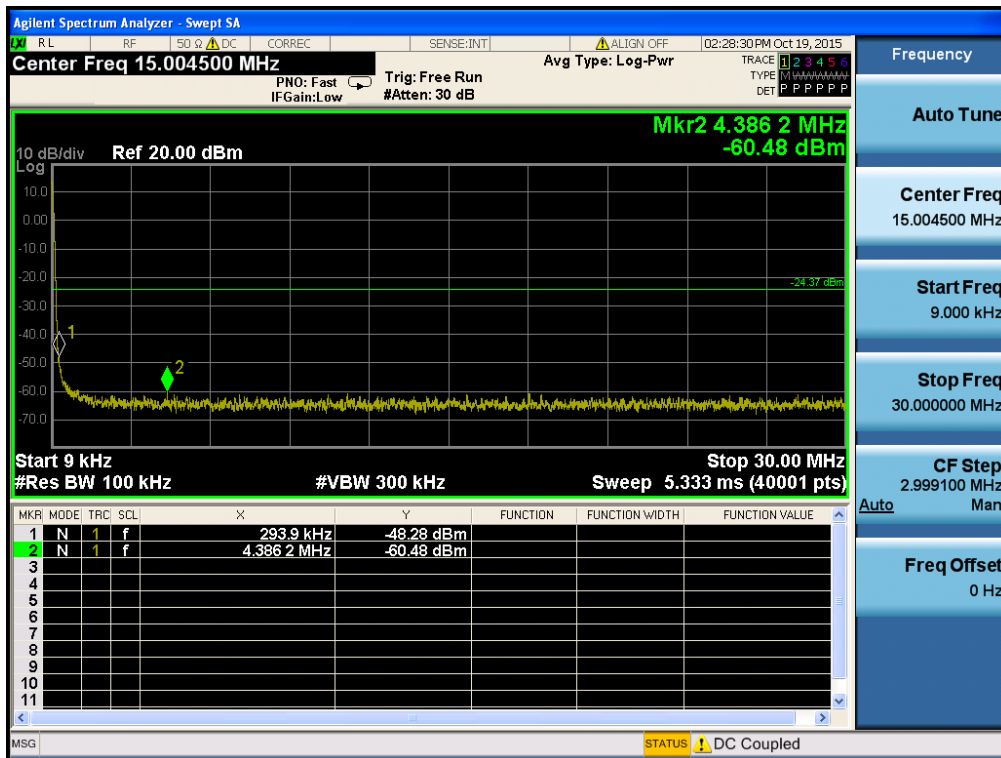 Agilent Spectrum Analyzer - Swept SA
LXI RL RF 50 Ω DC CORREC SENSE:INT ALIGN OFF 02:28:30 PM Oct 19, 2015
Center Freq 15.004500 MHz
PNO: Fast
IFGain:Low
Trig: Free Run
#Atten: 30 dB
Avg Type: Log-Pwr
TRACE 1 2 3 4 5 6
TYPE M W W W W W
DET P P P P P P
Mkr2 4.386 2 MHz
-60.48 dBm
10 dB/div Ref 20.00 dBm
Log
10.0
0.00
-10.0
-20.0
-24.37 dBm
-30.0
-40.0
1
-50.0
2
-60.0
-70.0
Start 9 kHz Stop 30.00 MHz
#Res BW 100 kHz #VBW 300 kHz Sweep 5.333 ms (40001 pts)
MKR MODE TRC SCL X Y FUNCTION FUNCTION WIDTH FUNCTION VALUE
1 N 1 f 293.9 kHz -48.28 dBm
2 N 1 f 4.386 2 MHz -60.48 dBm
3
4
5
6
7
8
9
10
11
MSG STATUS DC Coupled
Frequency
Auto Tune
Center Freq
15.004500 MHz
Start Freq
9.000 kHz
Stop Freq
30.000000 MHz
CF Step
2.999100 MHz
Auto Man
Freq Offset
0 Hz